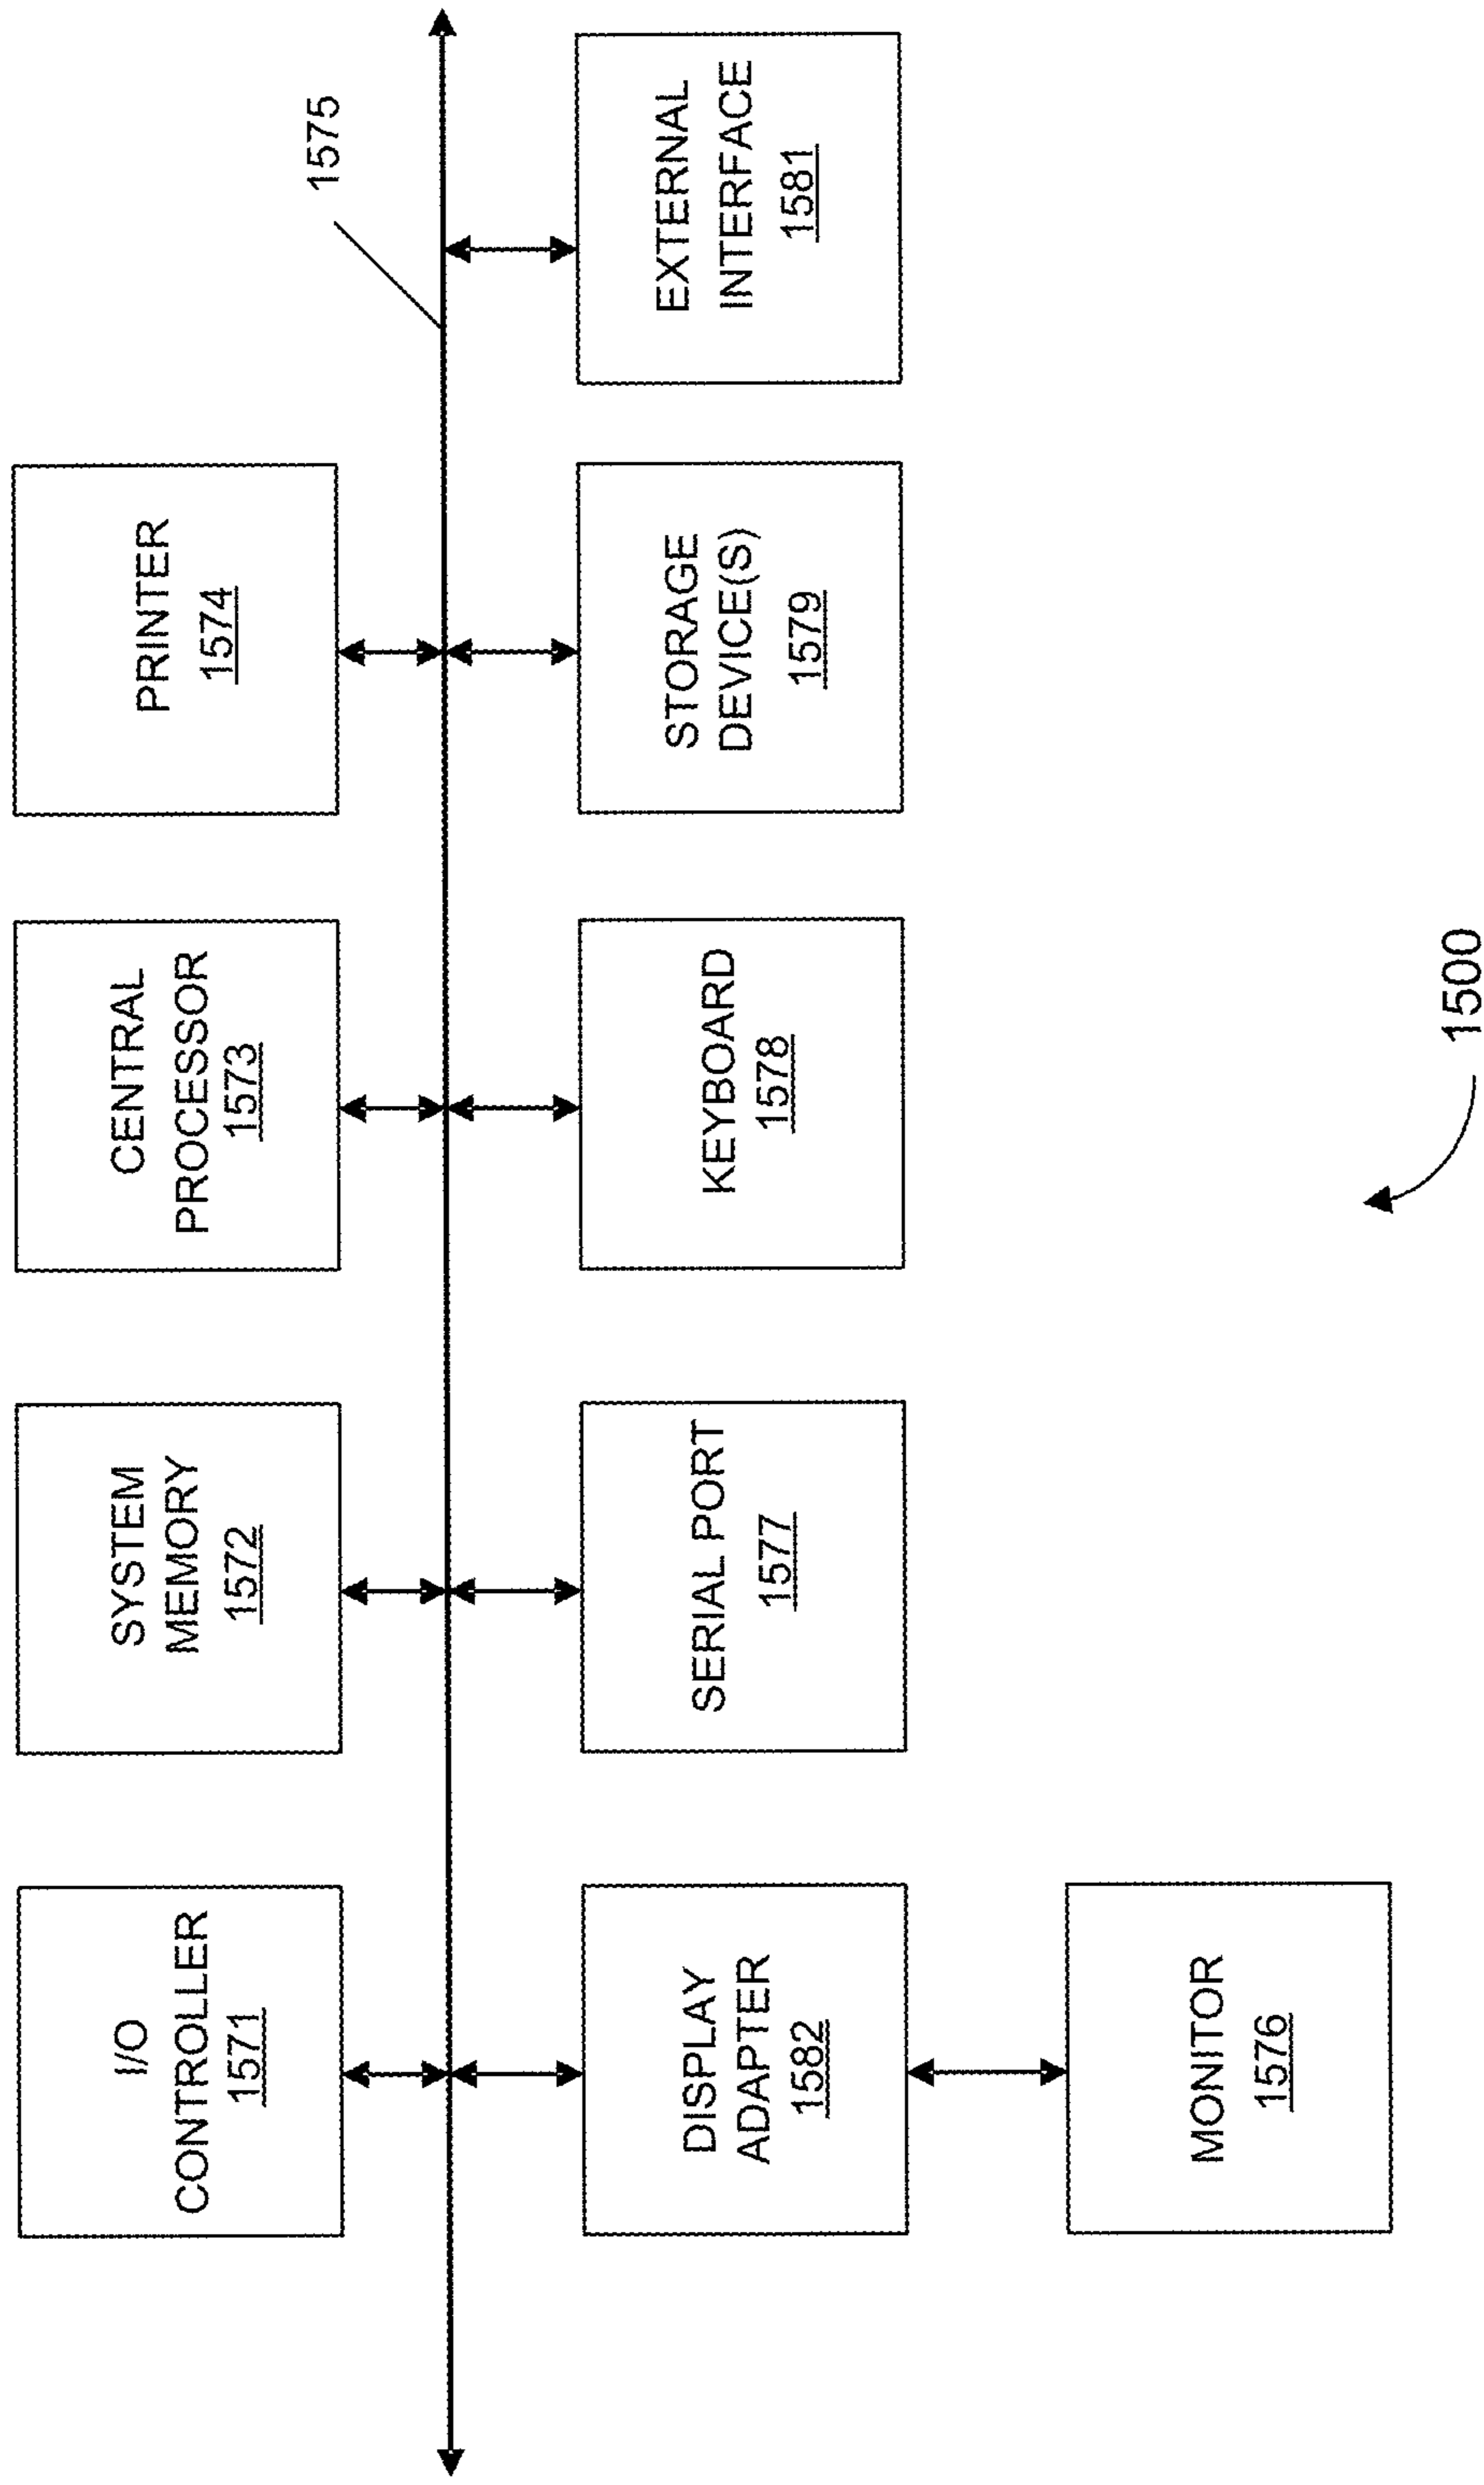 I/O
CONTROLLER
1571
SYSTEM
MEMORY
1572
CENTRAL
PROCESSOR
1573
PRINTER
1574
1575
DISPLAY
ADAPTER
1582
SERIAL PORT
1577
KEYBOARD
1578
STORAGE
DEVICE(S)
1579
EXTERNAL
INTERFACE
1581
MONITOR
1576
1500